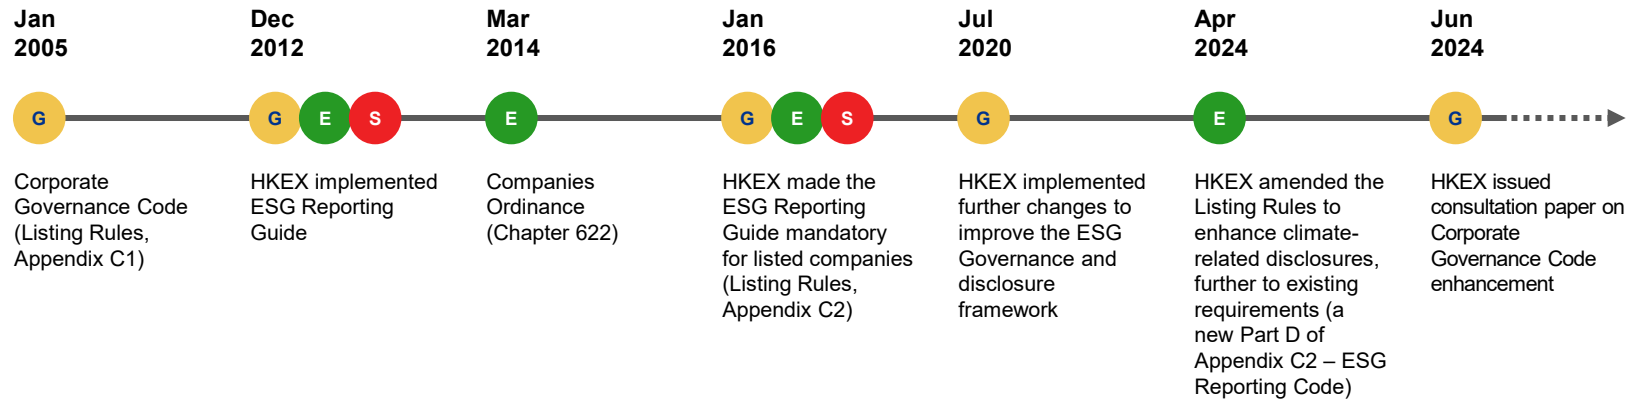 Jan
2005
G
Corporate
Governance Code
(Listing Rules,
Appendix C1)
Dec
2012
G E S
HKEX implemented
ESG Reporting
Guide
Mar
2014
E
Companies
Ordinance
(Chapter 622)
Jan
2016
G E S
HKEX made the
ESG Reporting
Guide mandatory
for listed companies
(Listing Rules,
Appendix C2)
Jul
2020
G
HKEX implemented
further changes to
improve the ESG
Governance and
disclosure
framework
Apr
2024
E
HKEX amended the
Listing Rules to
enhance climate-
related disclosures,
further to existing
requirements (a
new Part D of
Appendix C2 – ESG
Reporting Code)
Jun
2024
G
HKEX issued
consultation paper on
Corporate
Governance Code
enhancement